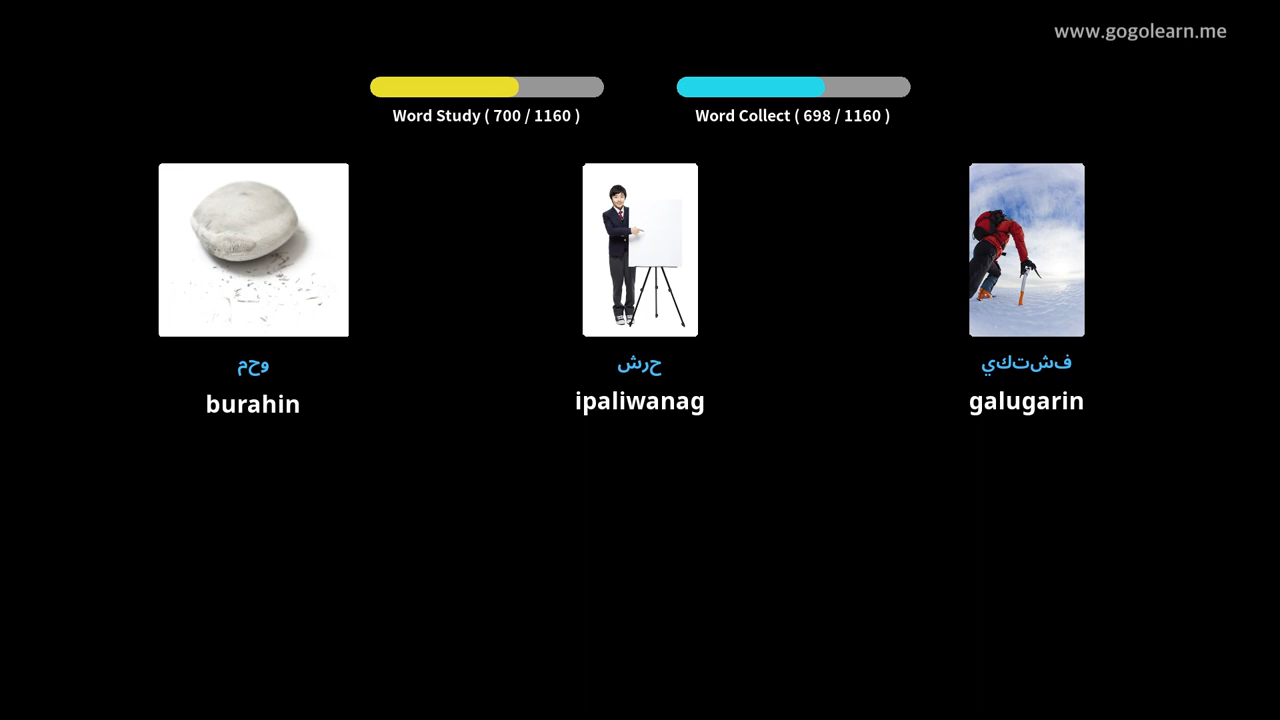 www.gogolearn.me
Word Study ( 700 / 1160 )
Word Collect ( 698 / 1160 )
وحم
حرش
فشتكي
burahin
ipaliwanag
galugarin